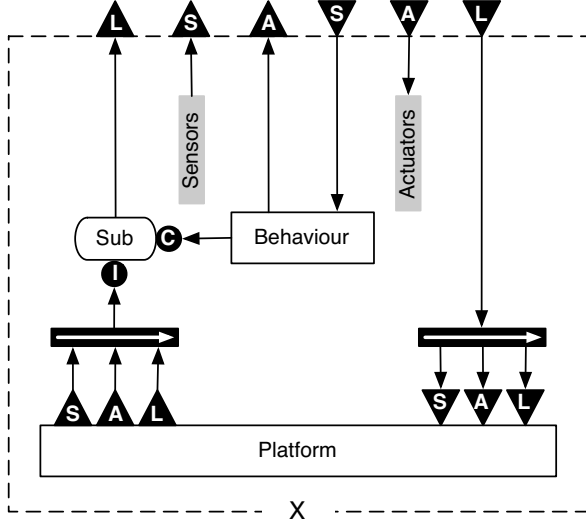 L S A S A L
Sensors
Actuators
Sub
C
Behaviour
I
S A L
S A L
Platform
X